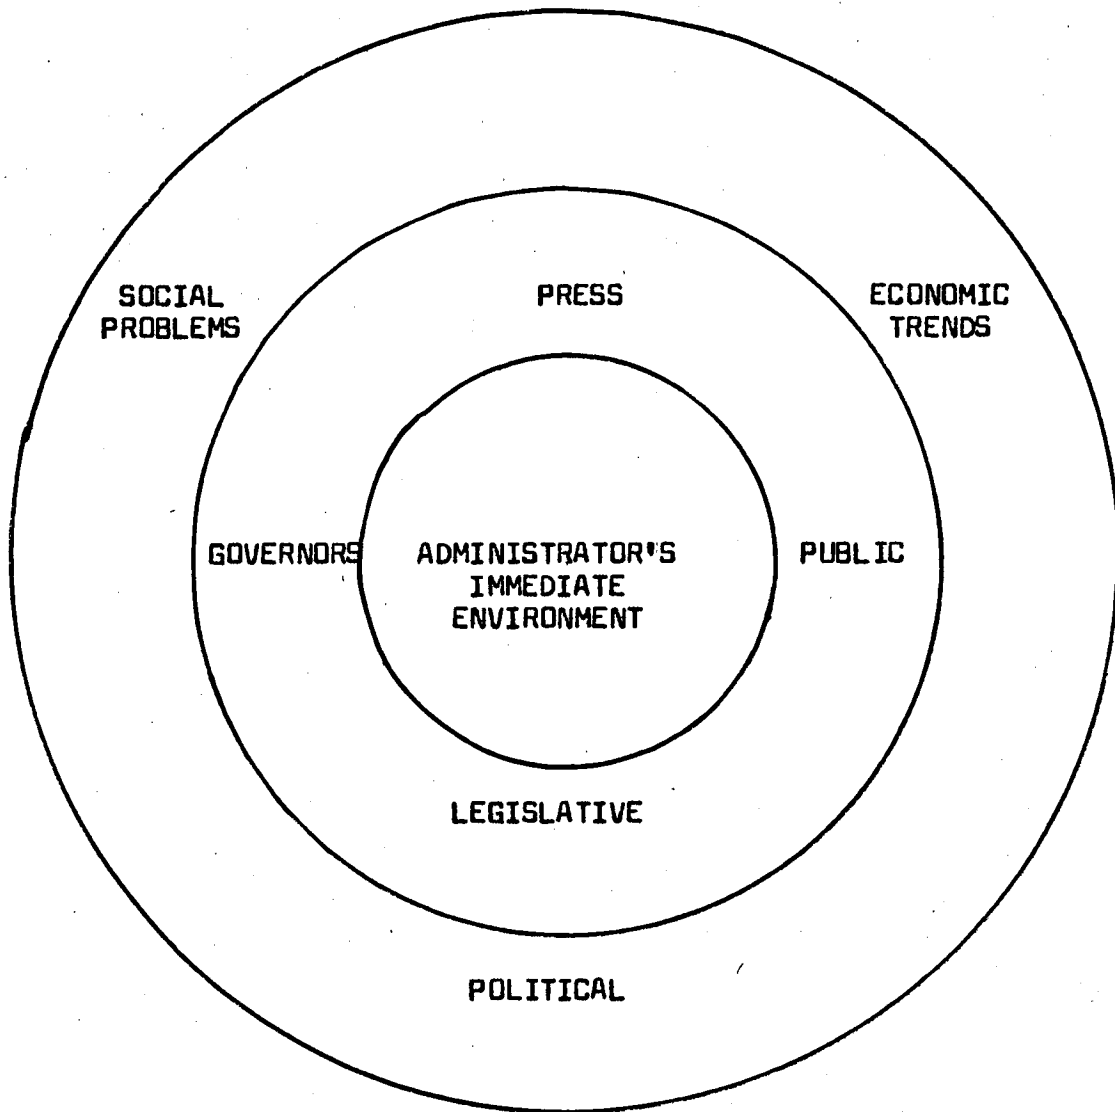 SOCIAL
PROBLEMS
PRESS
ECONOMIC
TRENDS
GOVERNORS
ADMINISTRATOR'S
IMMEDIATE
ENVIRONMENT
PUBLIC
LEGISLATIVE
POLITICAL